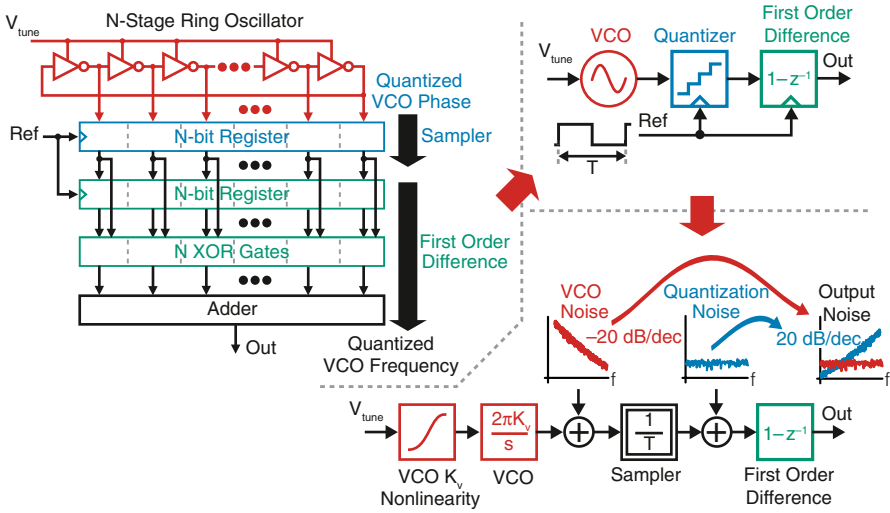 N-Stage Ring Oscillator
V_tune
Quantized
VCO Phase
Ref
N-bit Register
Sampler
N-bit Register
N XOR Gates
First Order
Difference
Adder
Out
Quantized
VCO Frequency
First Order
Difference
VCO
Quantizer
V_tune
1–z⁻¹
Out
Ref
T
VCO
Noise
–20 dB/dec
f
Quantization
Noise
20 dB/dec
f
Output
Noise
f
V_tune
2πK_v
s
1
T
1–z⁻¹
Out
VCO K_v
Nonlinearity
VCO
Sampler
First Order
Difference